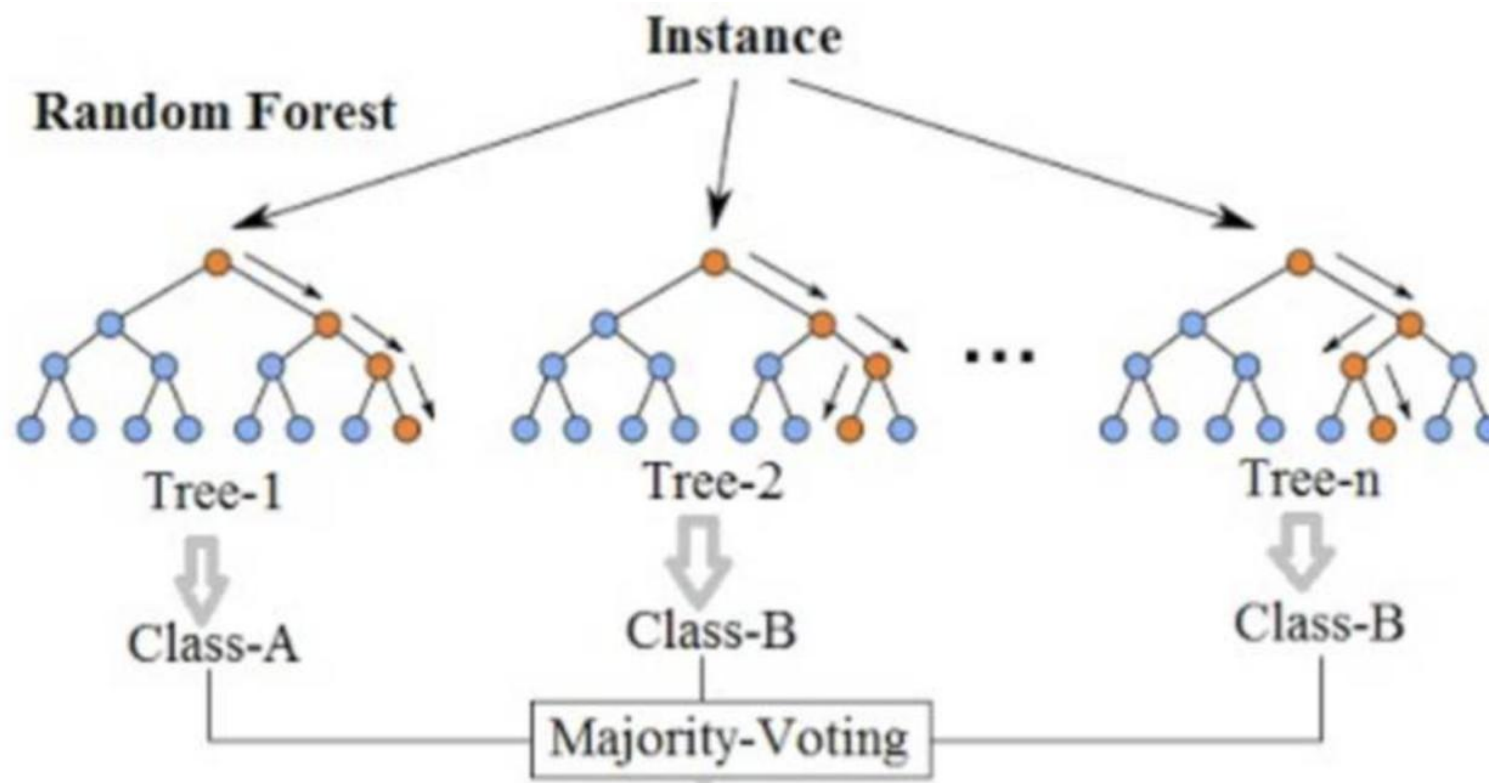 Instance
Random Forest
...
Tree-1
Tree-2
Tree-n
Class-A
Class-B
Class-B
Majority-Voting